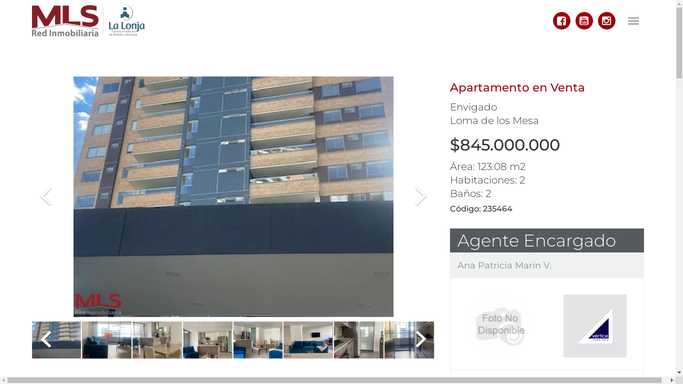 MLS
Red Inmobiliaria
La Lonja
Apartamento en Venta
Envigado
Loma de los Mesa
$845.000.000
Área: 123.08 m2
Habitaciones: 2
Baños: 2
Código: 235464
Agente Encargado
Ana Patricia Marin V.
MLS
Red Inmobiliaria
Foto No
Disponible
vertice